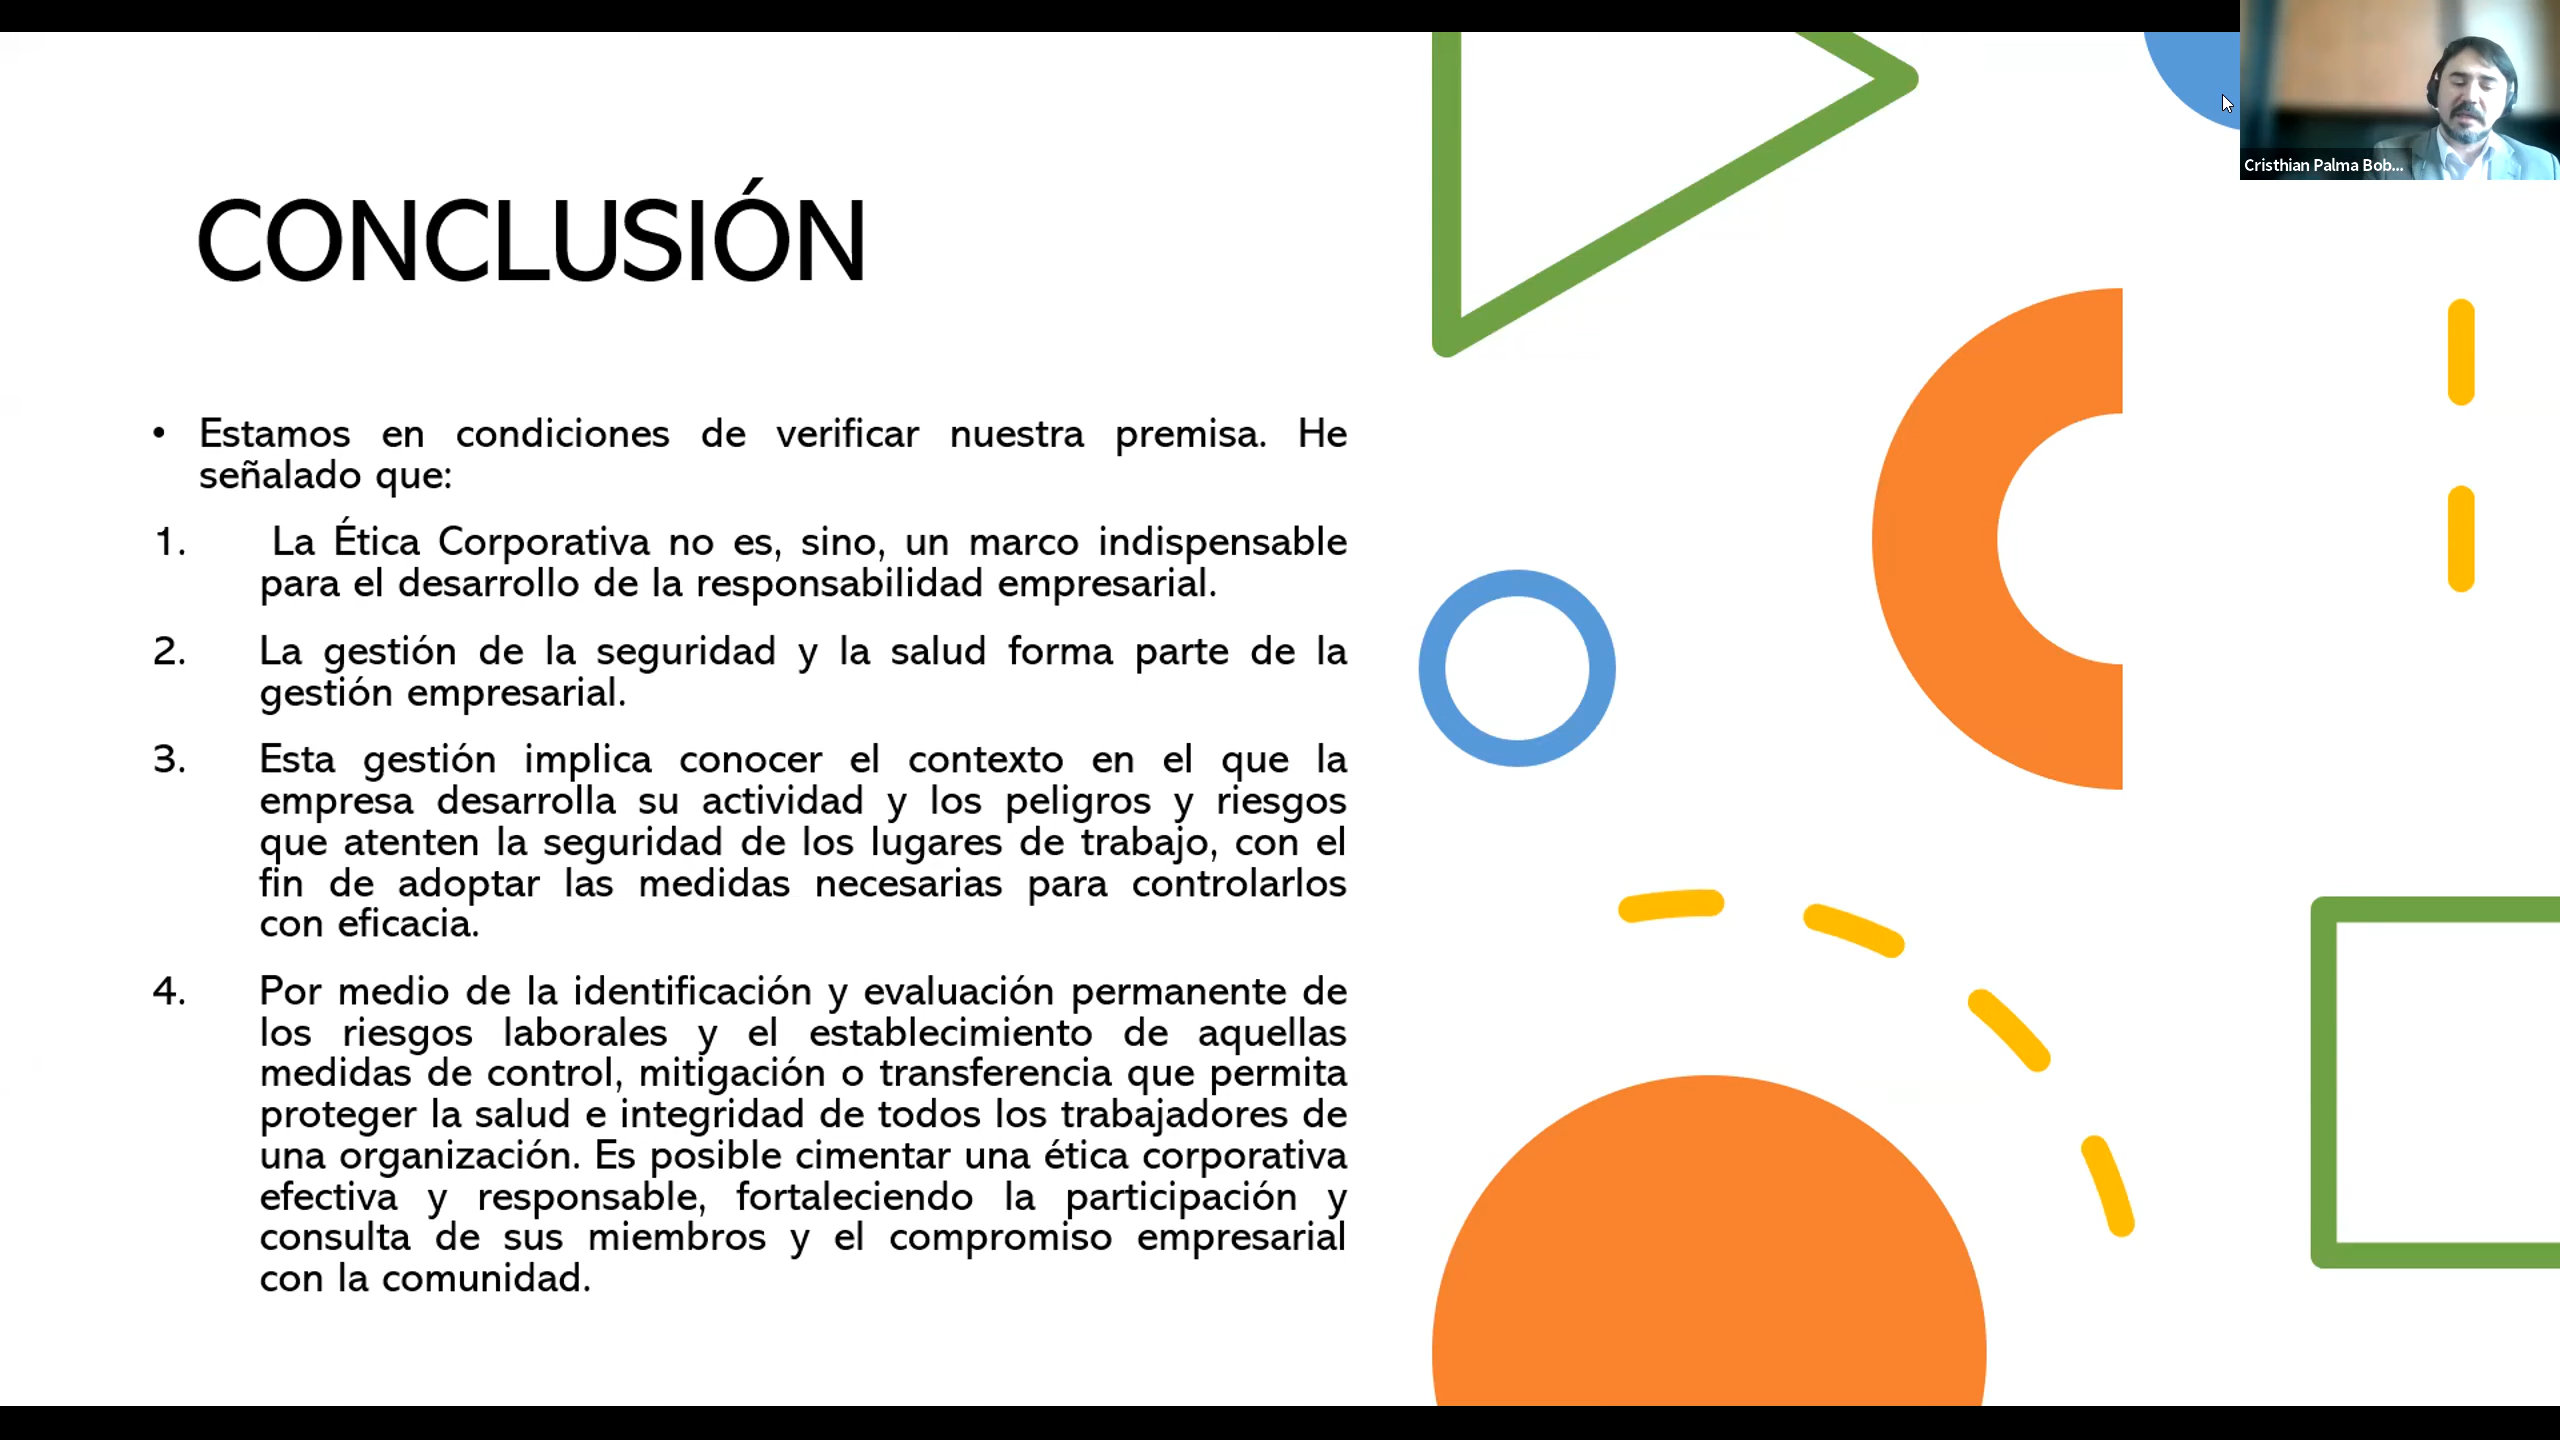 CONCLUSIÓN
• Estamos en condiciones de verificar nuestra premisa. He
señalado que:
1. La Ética Corporativa no es, sino, un marco indispensable
para el desarrollo de la responsabilidad empresarial.
2. La gestión de la seguridad y la salud forma parte de la
gestión empresarial.
3. Esta gestión implica conocer el contexto en el que la
empresa desarrolla su actividad y los peligros y riesgos
que atenten la seguridad de los lugares de trabajo, con el
fin de adoptar las medidas necesarias para controlarlos
con eficacia.
4. Por medio de la identificación y evaluación permanente de
los riesgos laborales y el establecimiento de aquellas
medidas de control, mitigación o transferencia que permita
proteger la salud e integridad de todos los trabajadores de
una organización. Es posible cimentar una ética corporativa
efectiva y responsable, fortaleciendo la participación y
consulta de sus miembros y el compromiso empresarial
con la comunidad.
Cristhian Palma Bob...